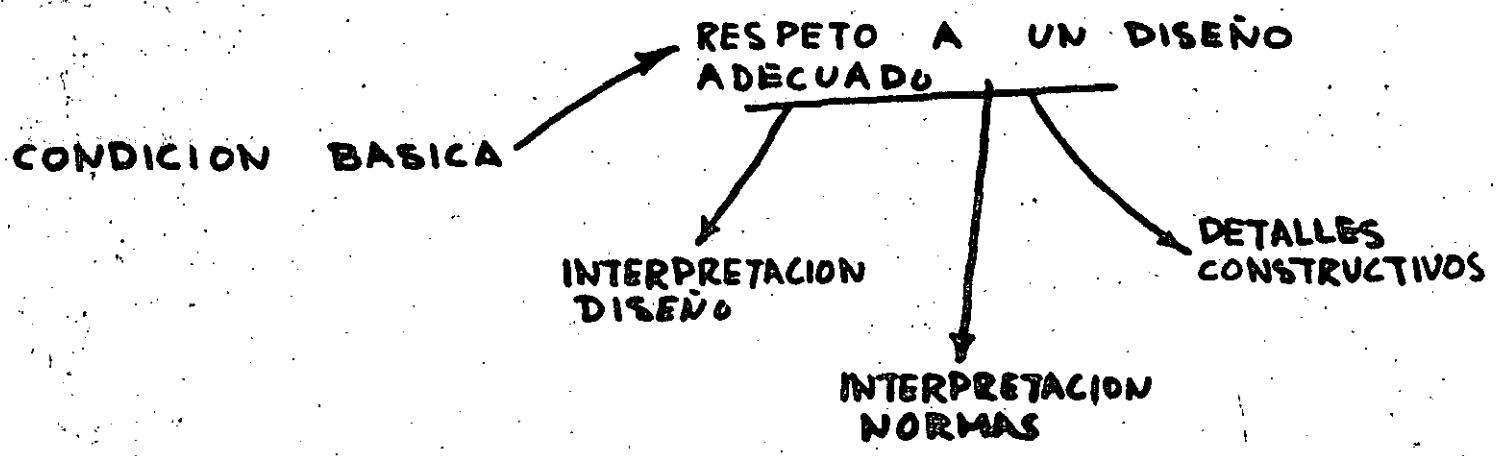 RESPETO A UN DISEÑO
ADECUADO
CONDICION BASICA
INTERPRETACION
DISEÑO
DETALLES
CONSTRUCTIVOS
INTERPRETACION
NORMAS